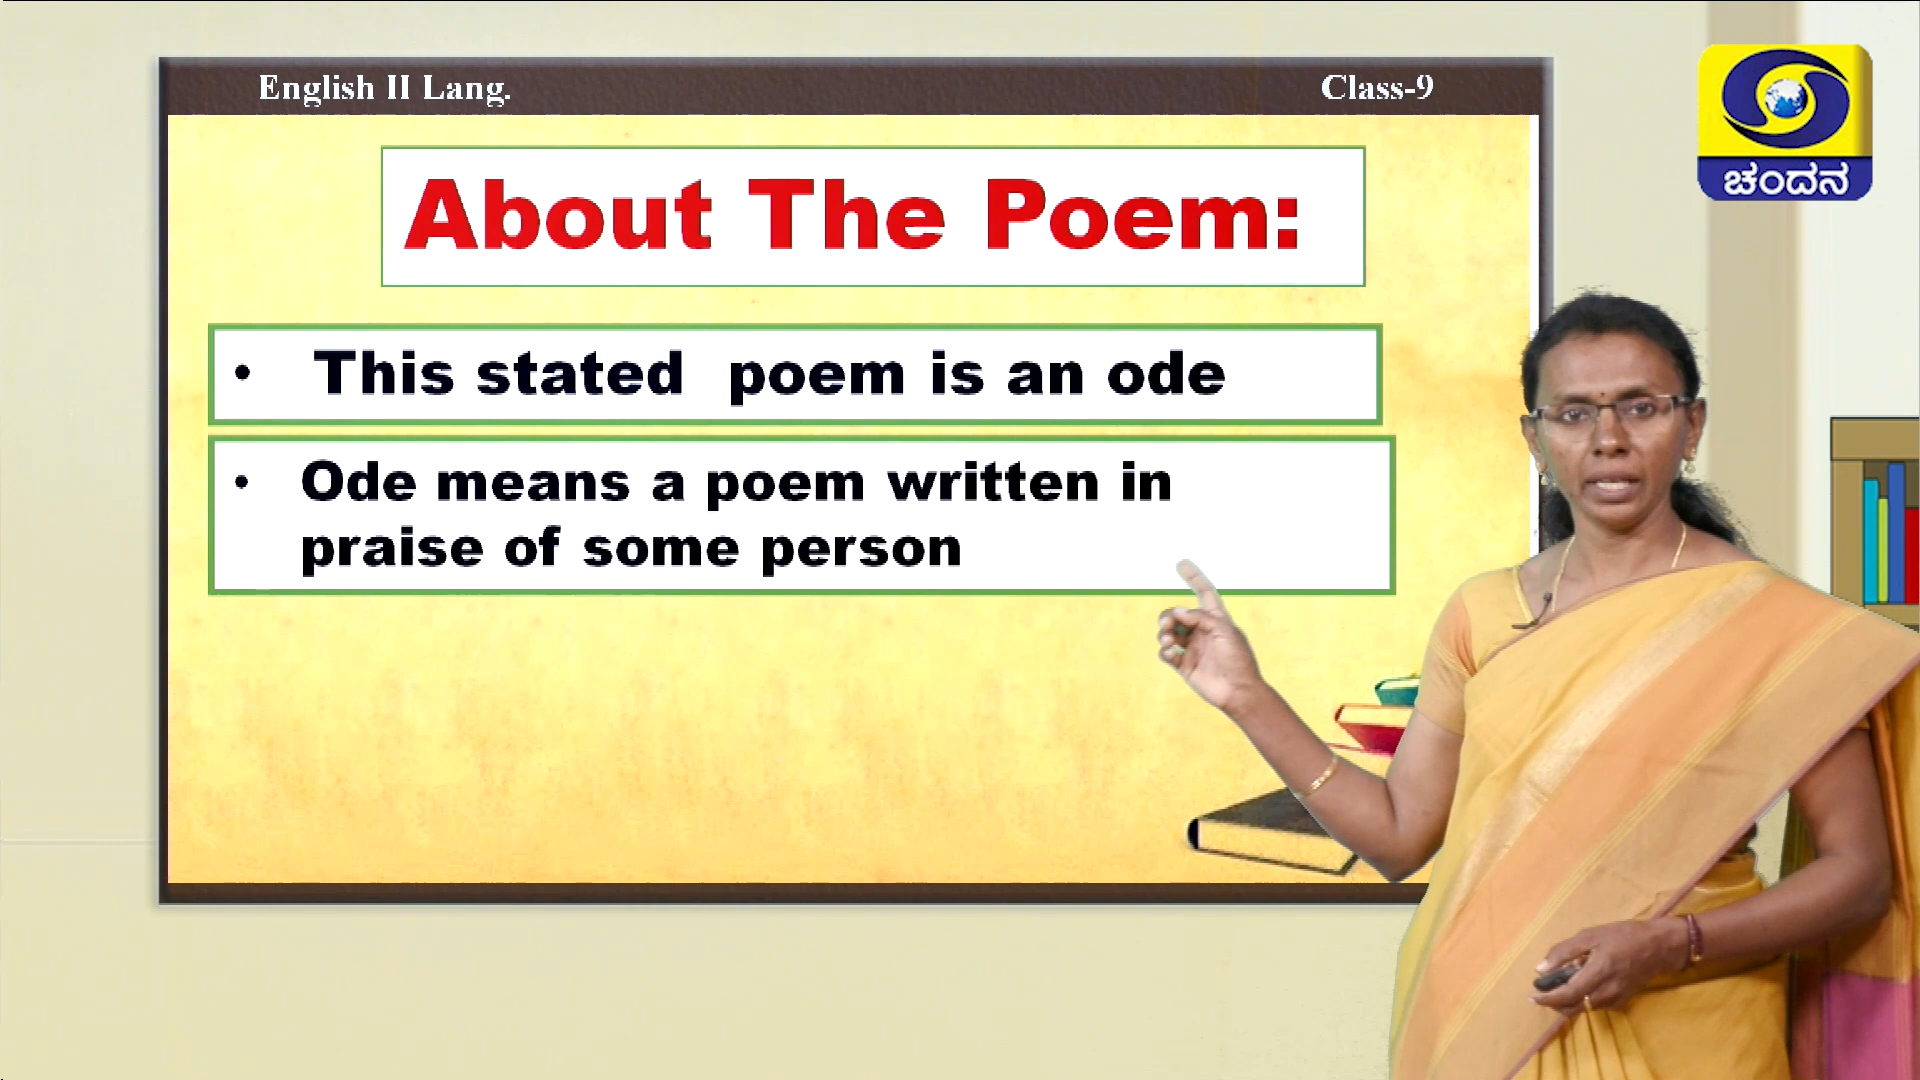 English II Lang.
Class-9
ಚಂದನ
About The Poem:
• This stated poem is an ode
• Ode means a poem written in
praise of some person